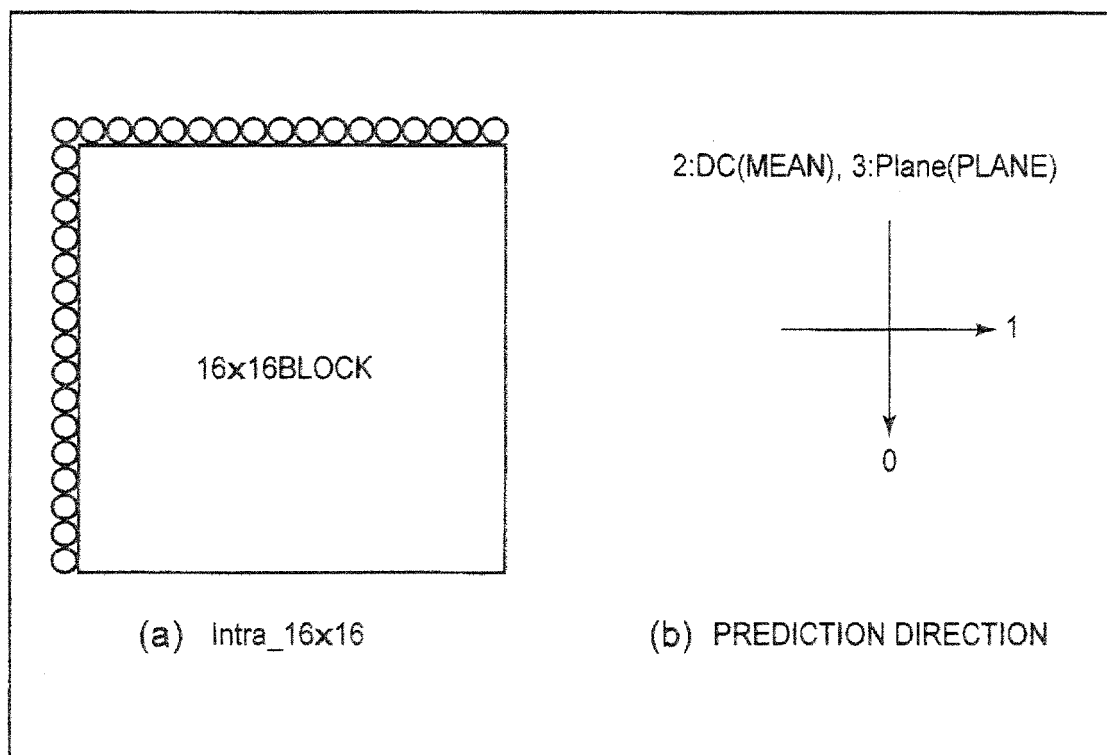 16x16BLOCK
(a) Intra_16x16
2:DC(MEAN), 3:Plane(PLANE)
1
0
(b) PREDICTION DIRECTION